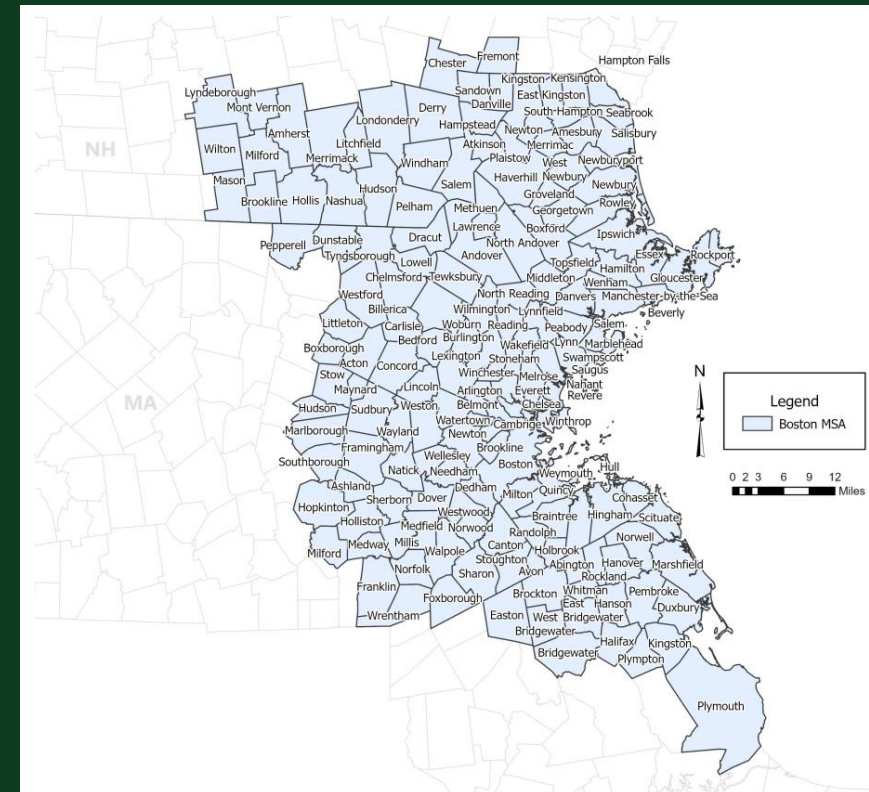 Fremont
Chester
Hampton Falls
Kingston Kensington
Sandown
Danville
East Kingston
Lyndeborough
Mont Vernon
Derry
Londonderry
Hampstead
South Hampton Seabrook
Amherst
Litchfield
Newton
Amesbury
Salisbury
Atkinson
Merrimac
NH
Wilton
Milford
Merrimack
Windham
Plaistow
West
Newbury
Newburyport
Haverhill
Newbury
Mason
Hudson
Salem
Groveland
Brookline
Hollis
Nashua
Pelham
Methuen
Georgetown
Rowley
Lawrence
Boxford
Ipswich
Pepperell
Dunstable
Dracut
North Andover
Tyngsborough
Lowell
Andover
Topsfield
Essex
Rockport
Hamilton
Chelmsford
Tewksbury
Middleton
Wenham
Gloucester
Westford
North Reading
Danvers
Manchester-by-the-Sea
Billerica
Wilmington
Lynnfield
Beverly
Littleton
Carlisle
Woburn
Reading
Peabody
Salem
Boxborough
Bedford
Burlington
Wakefield
Lynn
Marblehead
Acton
Concord
Lexington
Stoneham
Swampscott
Stow
Winchester
Melrose
Saugus
Maynard
Lincoln
Arlington
Everett
Nahant
Revere
MA
Hudson
Sudbury
Weston
Belmont
Chelsea
Marlborough
Wayland
Watertown
Cambrige
Winthrop
Framingham
Newton
Brookline
Southborough
Wellesley
Boston
Natick
Needham
Weymouth
Hull
Ashland
Dedham
Milton
Quincy
Hopkinton
Sherborn
Dover
Cohasset
Holliston
Westwood
Braintree
Hingham
Scituate
Medfield
Norwood
Randolph
Milford
Medway
Millis
Walpole
Canton
Holbrook
Norwell
Stoughton
Norfolk
Sharon
Avon
Abington
Hanover
Marshfield
Franklin
Rockland
Foxborough
Brockton
Whitman
Pembroke
Wrentham
Easton
West
Bridgewater
East
Bridgewater
Hanson
Duxbury
Halifax
Kingston
Bridgewater
Plympton
Plymouth
N
Legend
Boston MSA
0 2 3 6 9 12
Miles